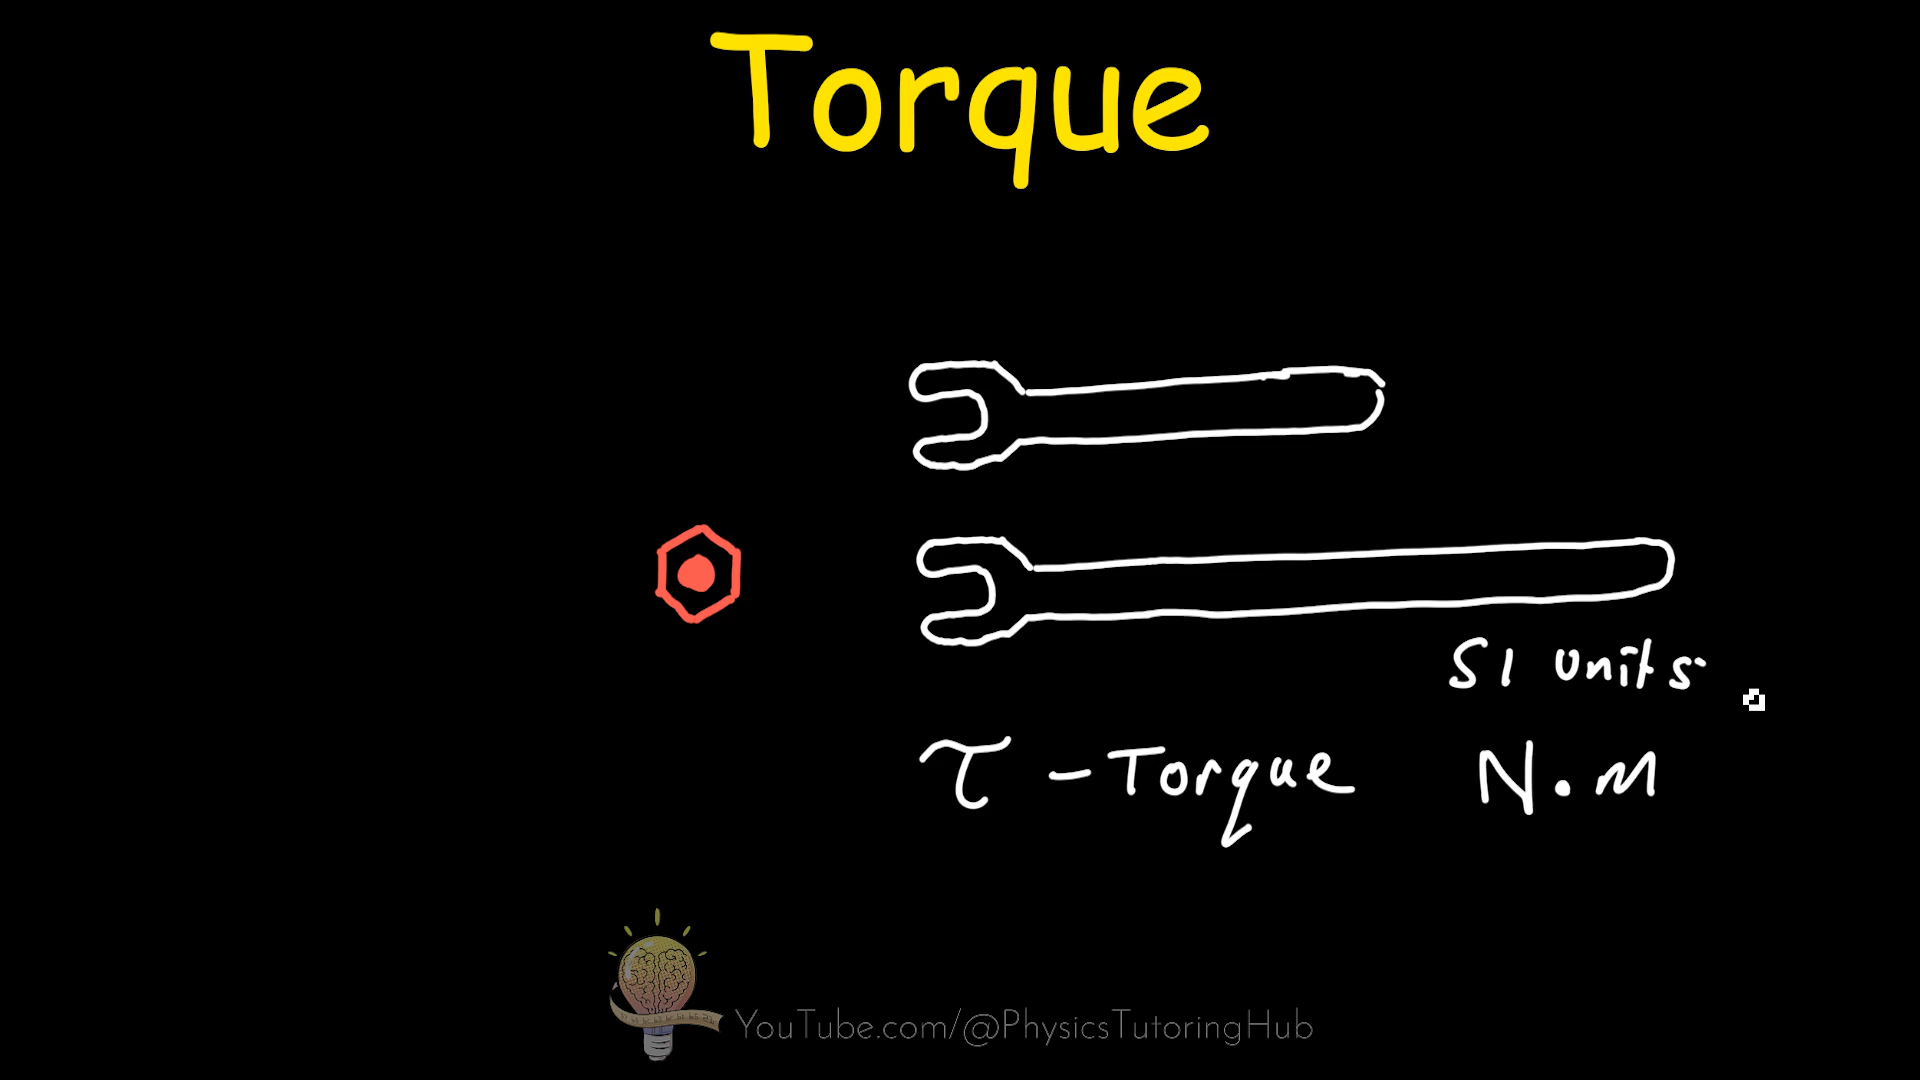 Torque
SI Units
τ - Torque N.m
YouTube.com/@PhysicsTutoringHub